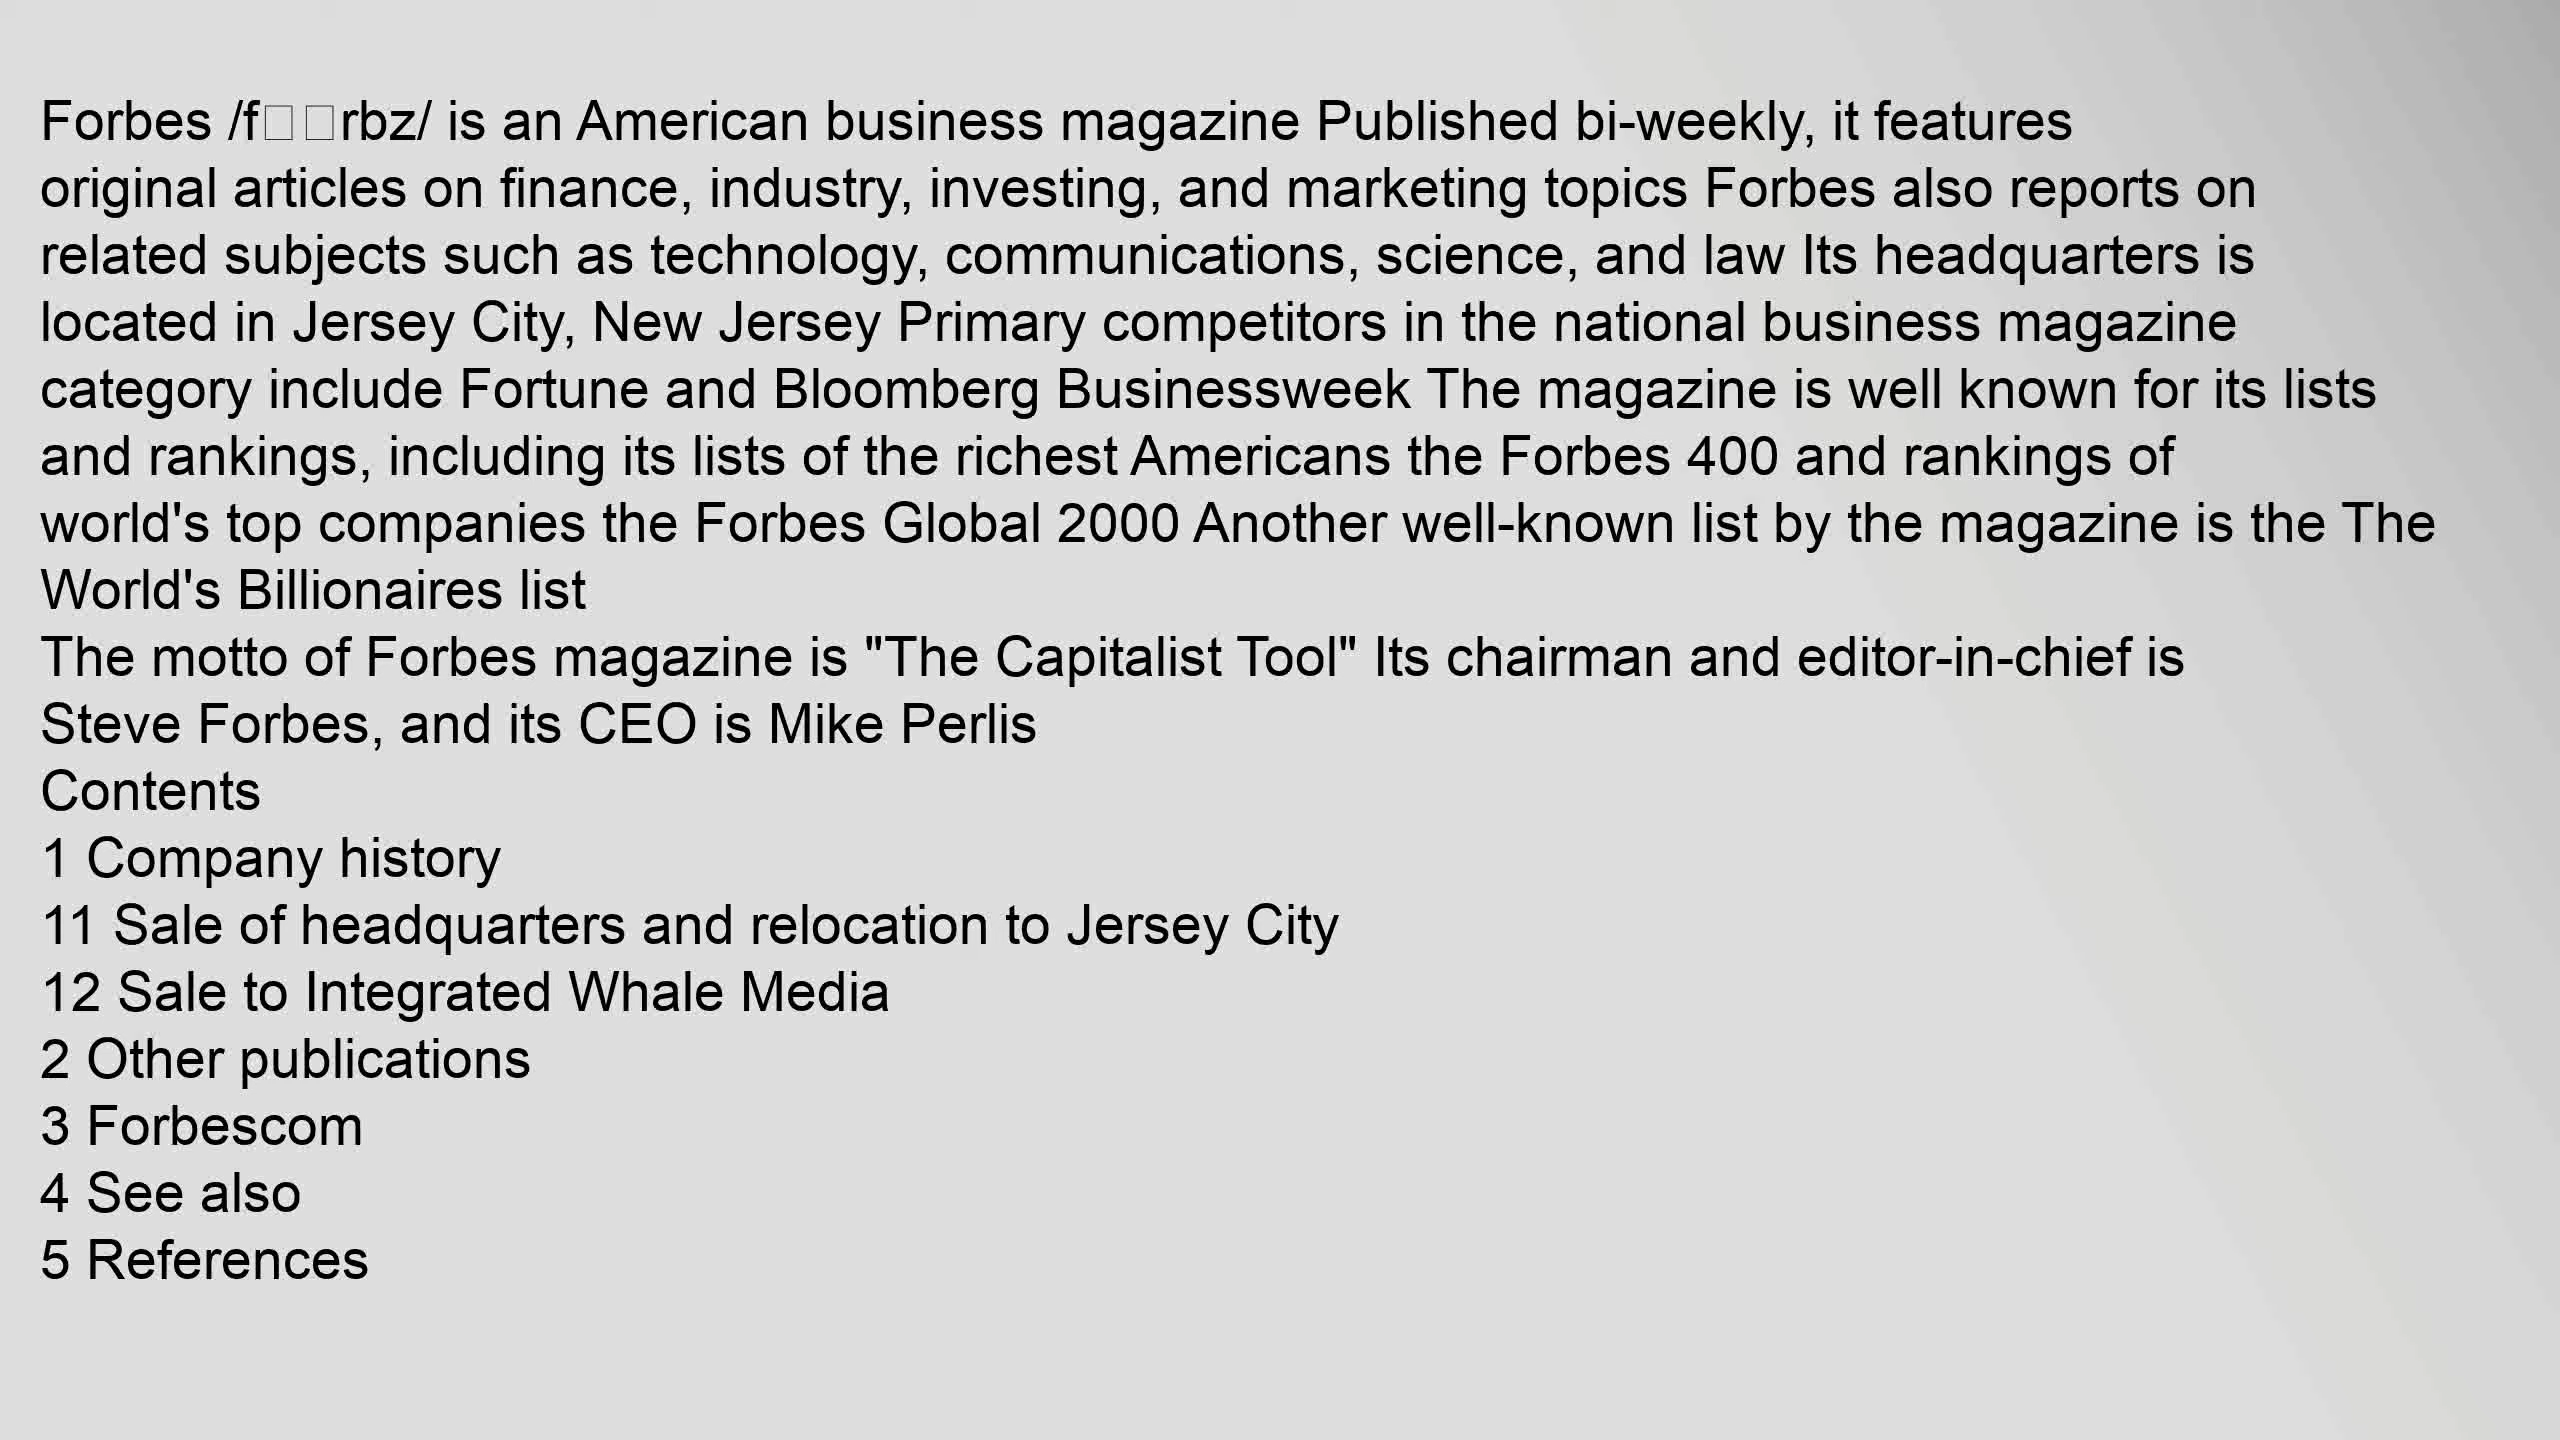 Forbes /f□□rbz/ is an American business magazine Published bi-weekly, it features
original articles on finance, industry, investing, and marketing topics Forbes also reports on
related subjects such as technology, communications, science, and law Its headquarters is
located in Jersey City, New Jersey Primary competitors in the national business magazine
category include Fortune and Bloomberg Businessweek The magazine is well known for its lists
and rankings, including its lists of the richest Americans the Forbes 400 and rankings of
world's top companies the Forbes Global 2000 Another well-known list by the magazine is the The
World's Billionaires list
The motto of Forbes magazine is "The Capitalist Tool" Its chairman and editor-in-chief is
Steve Forbes, and its CEO is Mike Perlis
Contents
1 Company history
11 Sale of headquarters and relocation to Jersey City
12 Sale to Integrated Whale Media
2 Other publications
3 Forbescom
4 See also
5 References